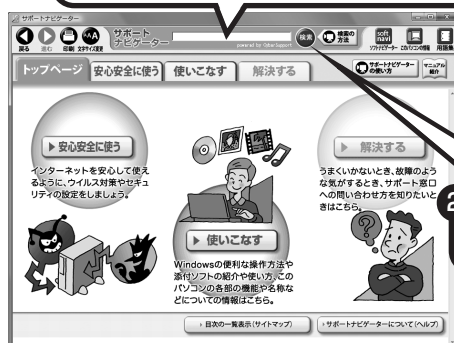 サポートナビゲーター
戻る 進む 印刷 文字サイズ変更
サポート
ナビゲーター
powered by CyberSupport
検索
検索の
方法
soft
navi
ソフトナビゲーター このパソコンの情報 用語集
トップページ 安心安全に使う 使いこなす 解決する
サポートナビゲーター
の使い方
マニュアル
紹介
安心安全に使う
インターネットを安心して使え
るように、ウイルス対策やセキュ
リティの設定をしましょう。
使いこなす
Windowsの便利な操作方法や
添付ソフトの紹介や使い方、この
パソコンの各部の機能や名称な
どについての情報はこちら。
解決する
うまくいかないとき、故障のよう
な気がするとき、サポート窓口
への問い合わせ方を知りたいと
きはこちら。
2
目次の一覧表示(サイトマップ)
サポートナビゲーターについて(ヘルプ)